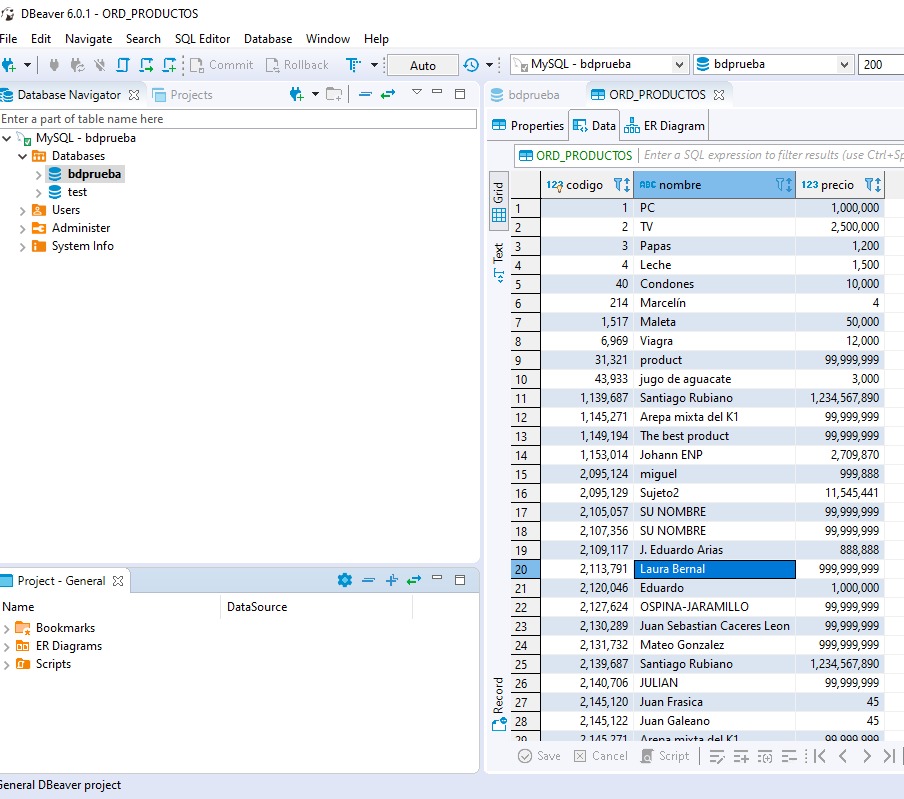 DBeaver 6.0.1 - ORD_PRODUCTOS
File Edit Navigate Search SQL Editor Database Window Help
Commit Rollback Auto MySQL - bdprueba bdprueba 200
Database Navigator Projects
Enter a part of table name here
MySQL - bdprueba
Databases
bdprueba
test
Users
Administer
System Info
Project - General
Name DataSource
Bookmarks
ER Diagrams
Scripts
bdprueba ORD_PRODUCTOS
Properties Data ER Diagram
ORD_PRODUCTOS Enter a SQL expression to filter results (use Ctrl+Sp
Grid
Text
Record
123 codigo ABC nombre 123 precio
1 1 PC 1,000,000
2 2 TV 2,500,000
3 3 Papas 1,200
4 4 Leche 1,500
5 40 Condones 10,000
6 214 Marcelín 4
7 1,517 Maleta 50,000
8 6,969 Viagra 12,000
9 31,321 product 99,999,999
10 43,933 jugo de aguacate 3,000
11 1,139,687 Santiago Rubiano 1,234,567,890
12 1,145,271 Arepa mixta del K1 99,999,999
13 1,149,194 The best product 99,999,999
14 1,153,014 Johann ENP 2,709,870
15 2,095,124 miguel 999,888
16 2,095,129 Sujeto2 11,545,441
17 2,105,057 SU NOMBRE 99,999,999
18 2,107,356 SU NOMBRE 99,999,999
19 2,109,117 J. Eduardo Arias 888,888
20 2,113,791 Laura Bernal 999,999,999
21 2,120,046 Eduardo 1,000,000
22 2,127,624 OSPINA-JARAMILLO 99,999,999
23 2,130,289 Juan Sebastian Caceres Leon 99,999,999
24 2,131,732 Mateo Gonzalez 999,999,999
25 2,139,687 Santiago Rubiano 1,234,567,890
26 2,140,706 JULIAN 99,999,999
27 2,145,120 Juan Frasica 45
28 2,145,122 Juan Galeano 45
29 2,145,271 Arepa mixta del K1 99,999,999
Save Cancel Script
General DBeaver project